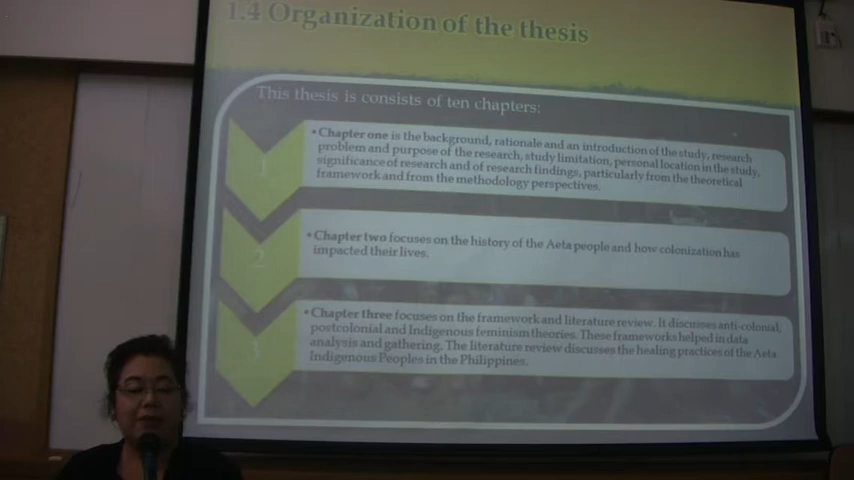 1.4 Organization of the thesis
This thesis is consists of ten chapters:
1
• Chapter one is the background, rationale and an introduction of the study, research
problem and purpose of the research, study limitation, personal location in the study,
significance of research and of research findings, particularly from the theoretical
framework and from the methodology perspectives.
2
• Chapter two focuses on the history of the Aeta people and how colonization has
impacted their lives.
3
• Chapter three focuses on the framework and literature review. It discusses anti-colonial,
postcolonial and Indigenous feminism theories. These frameworks helped in data
analysis and gathering. The literature review discusses the healing practices of the Aeta
Indigenous Peoples in the Philippines.